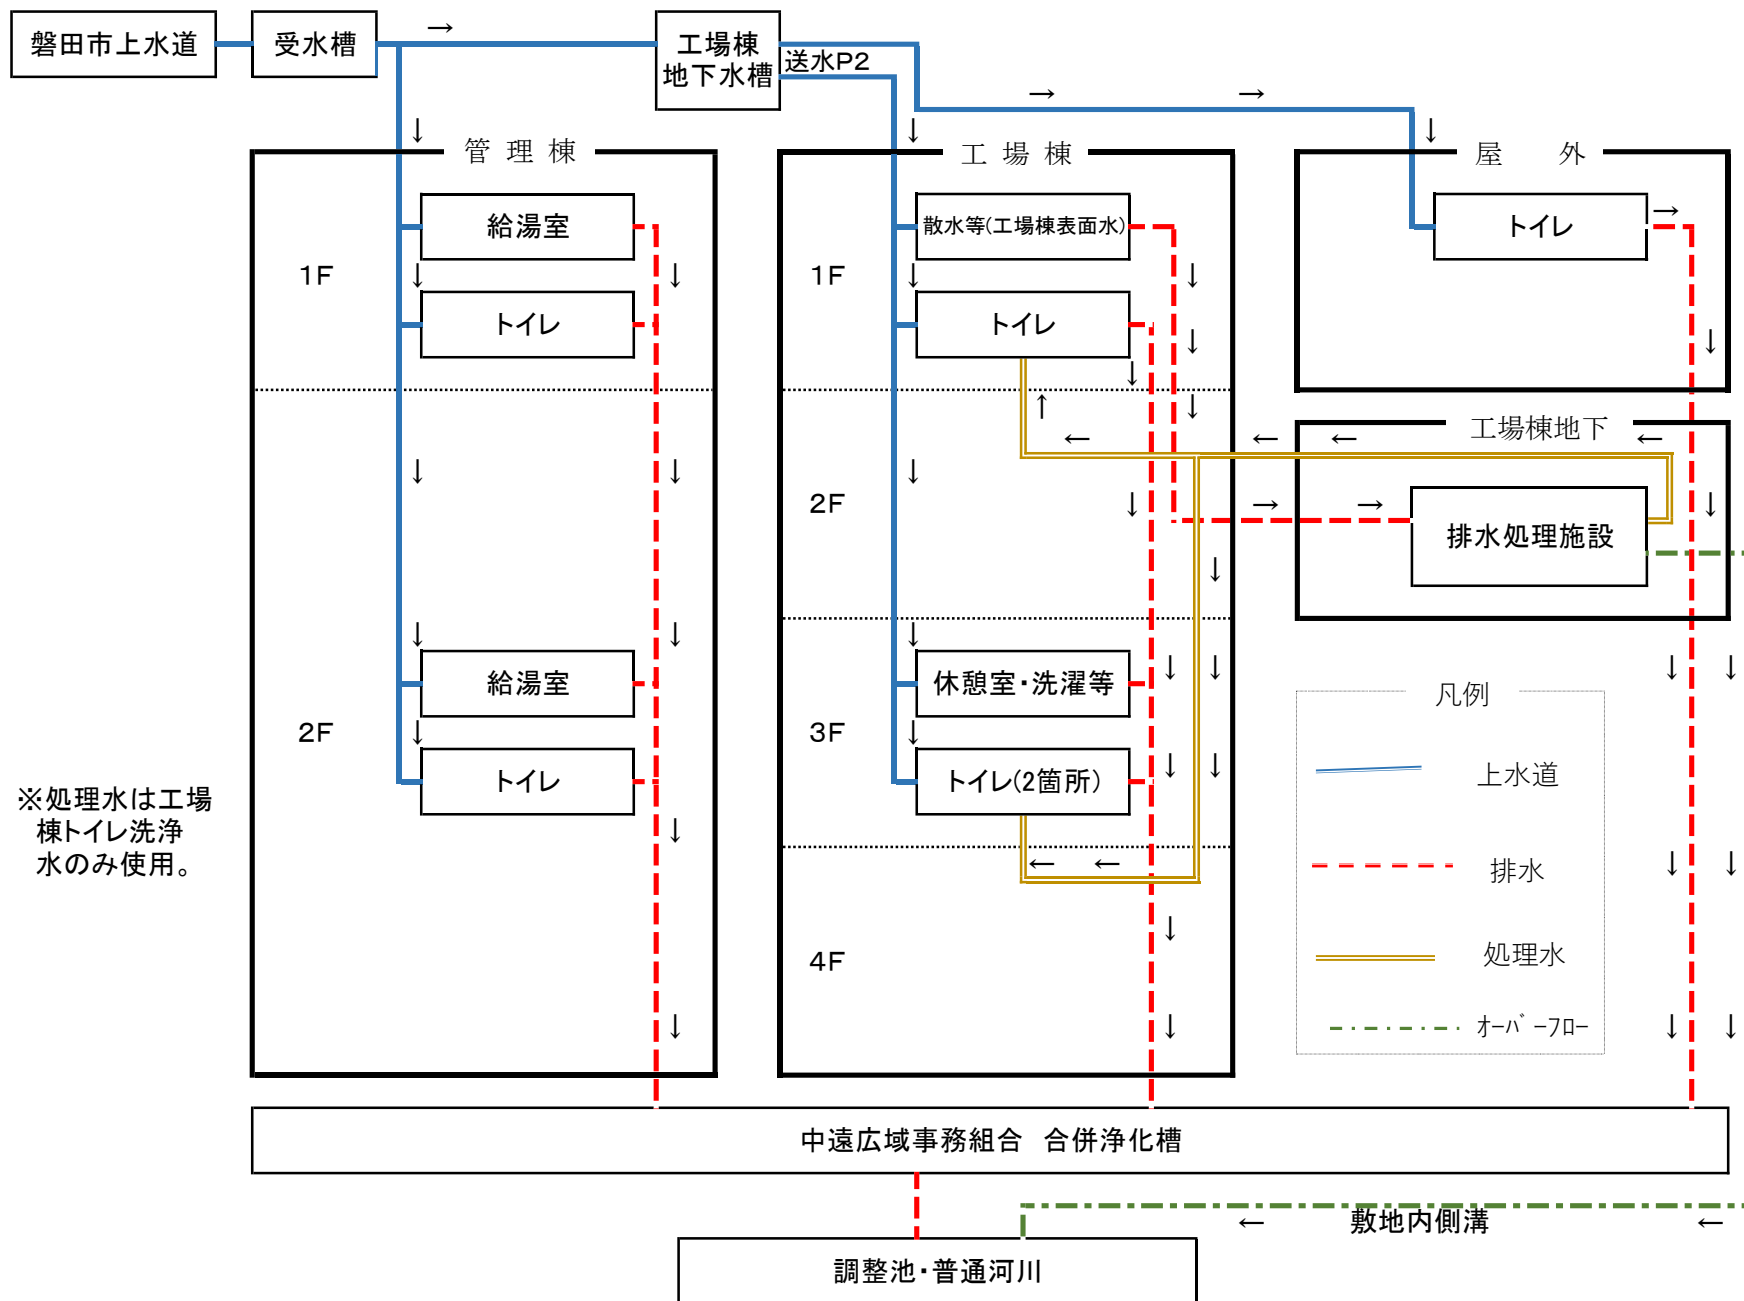 磐田市上水道
受水槽
→
工場棟
地下水槽
送水P2
→ →
↓ ↓ ↓
管 理 棟
工 場 棟
屋 外
給湯室
散水等(工場棟表面水)
トイレ
→
1F
1F
↓ ↓ ↓ ↓
トイレ
トイレ
↓ ↓
↓
↑ ↓
← ← ← ←
工場棟地下
↓ ↓ ↓
2F
↓ → → ↓
排水処理施設
↓
↓ ↓ ↓
給湯室
休憩室・洗濯等
↓ ↓ ↓ ↓
凡例
2F
3F
↓ ↓
トイレ
トイレ(2箇所)
↓ ↓
上水道
※処理水は工場
棟トイレ洗浄
水のみ使用。
↓
← ← ↓ ↓
排水
↓
4F
処理水
↓ ↓ ↓ ↓
オーバーフロー
中遠広域事務組合 合併浄化槽
← 敷地内側溝 ←
調整池・普通河川